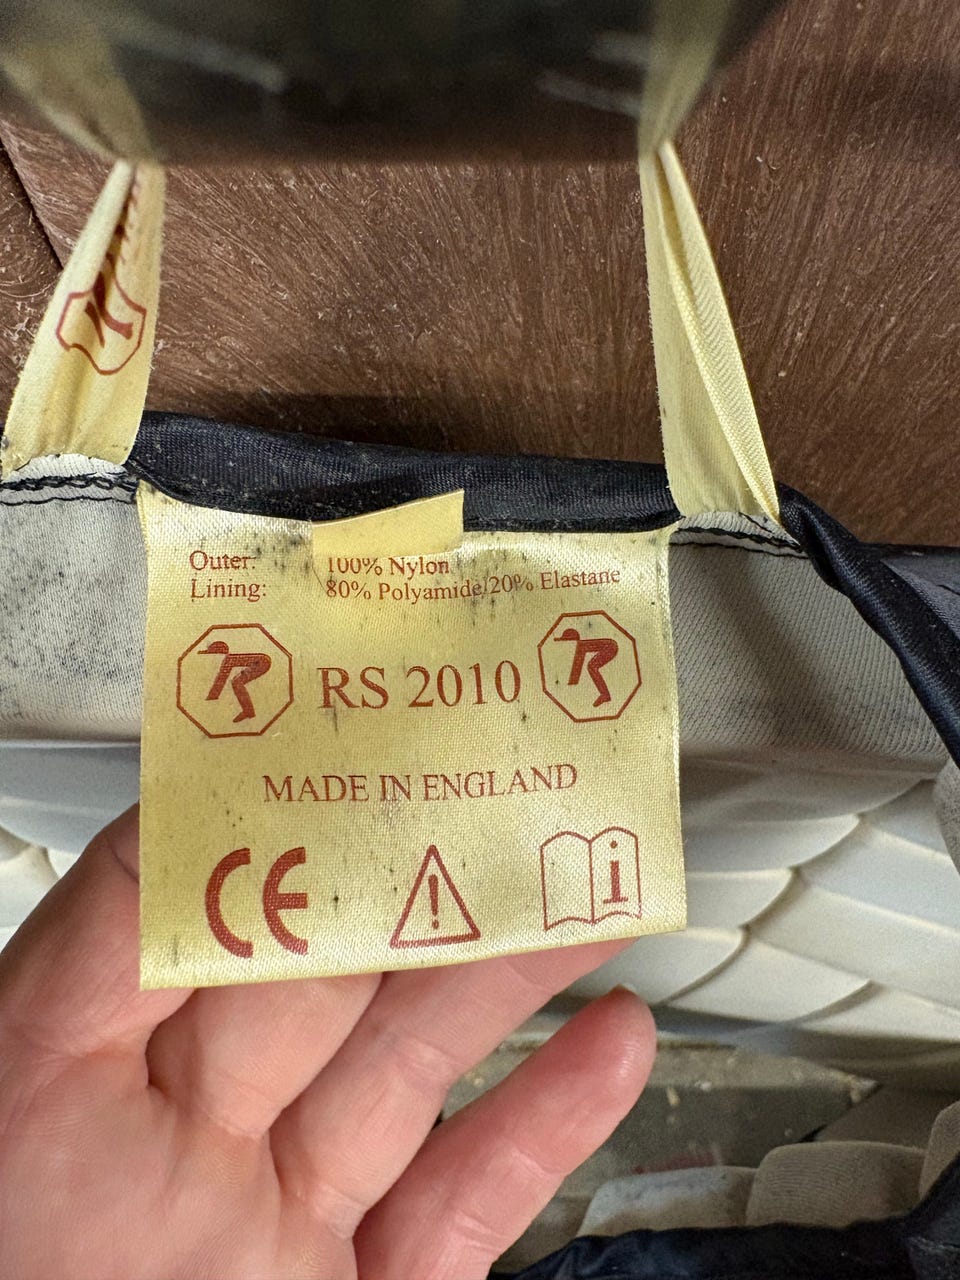 Outer: 100% Nylon
Lining: 80% Polyamide/20% Elastane
RS 2010
MADE IN ENGLAND
CE